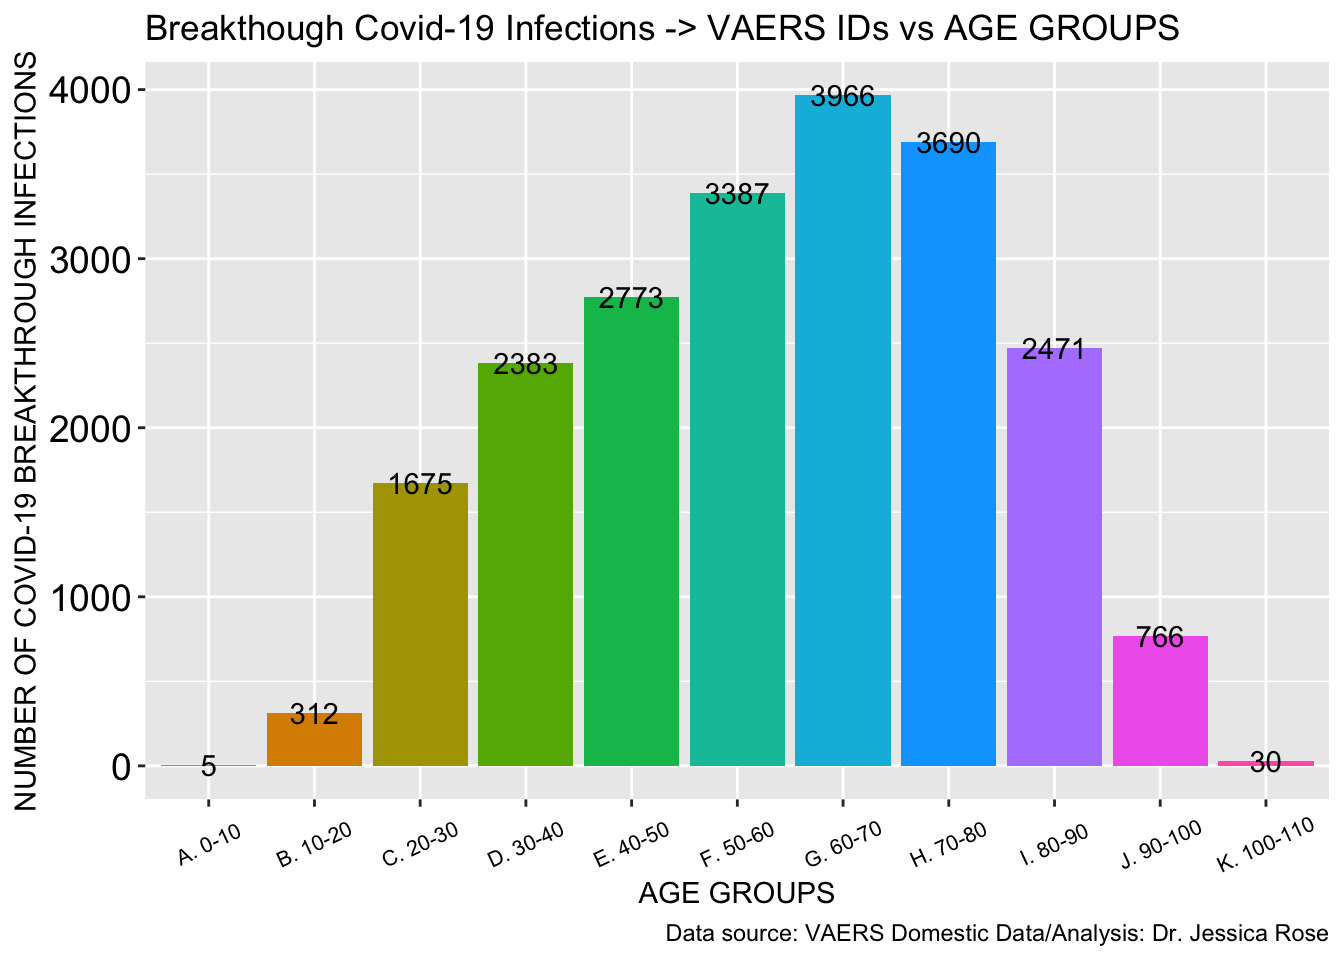 Breakthough Covid-19 Infections -> VAERS IDs vs AGE GROUPS
NUMBER OF COVID-19 BREAKTHROUGH INFECTIONS
4000
3000
2000
1000
0
5
312
1675
2383
2773
3387
3966
3690
2471
766
30
A. 0-10
B. 10-20
C. 20-30
D. 30-40
E. 40-50
F. 50-60
G. 60-70
H. 70-80
I. 80-90
J. 90-100
K. 100-110
AGE GROUPS
Data source: VAERS Domestic Data/Analysis: Dr. Jessica Rose